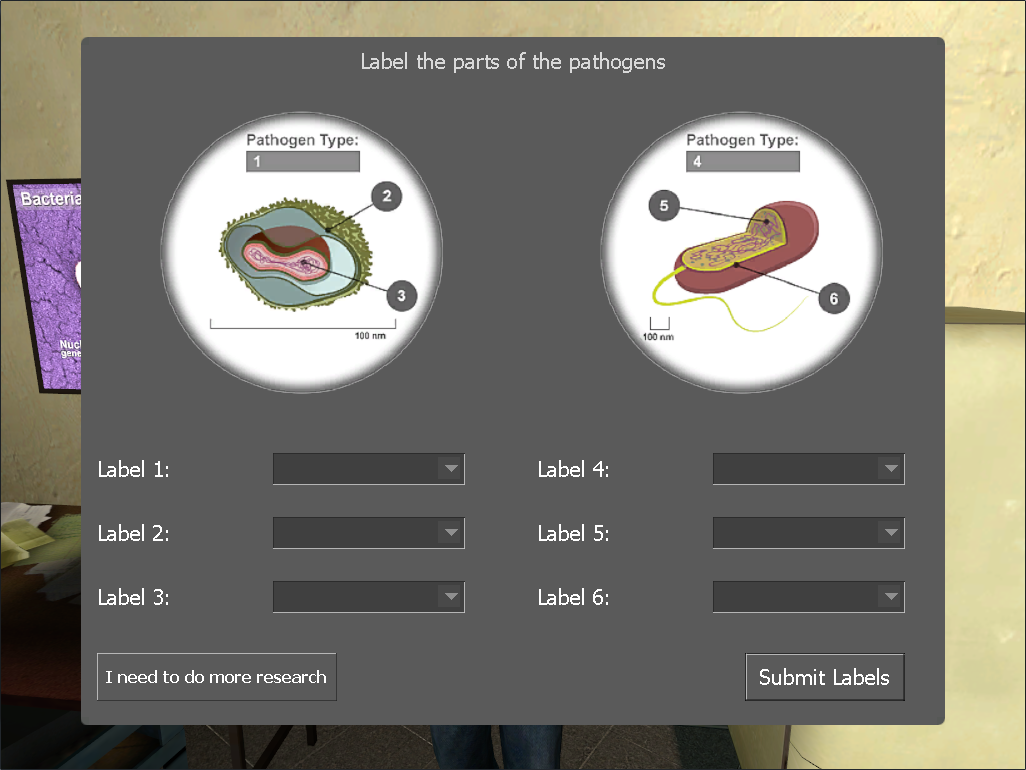 Label the parts of the pathogens
Bacteria
Pathogen Type:
1
2
3
100 nm
Pathogen Type:
4
5
6
100 nm
Label 1:
Label 4:
Label 2:
Label 5:
Label 3:
Label 6:
I need to do more research
Submit Labels